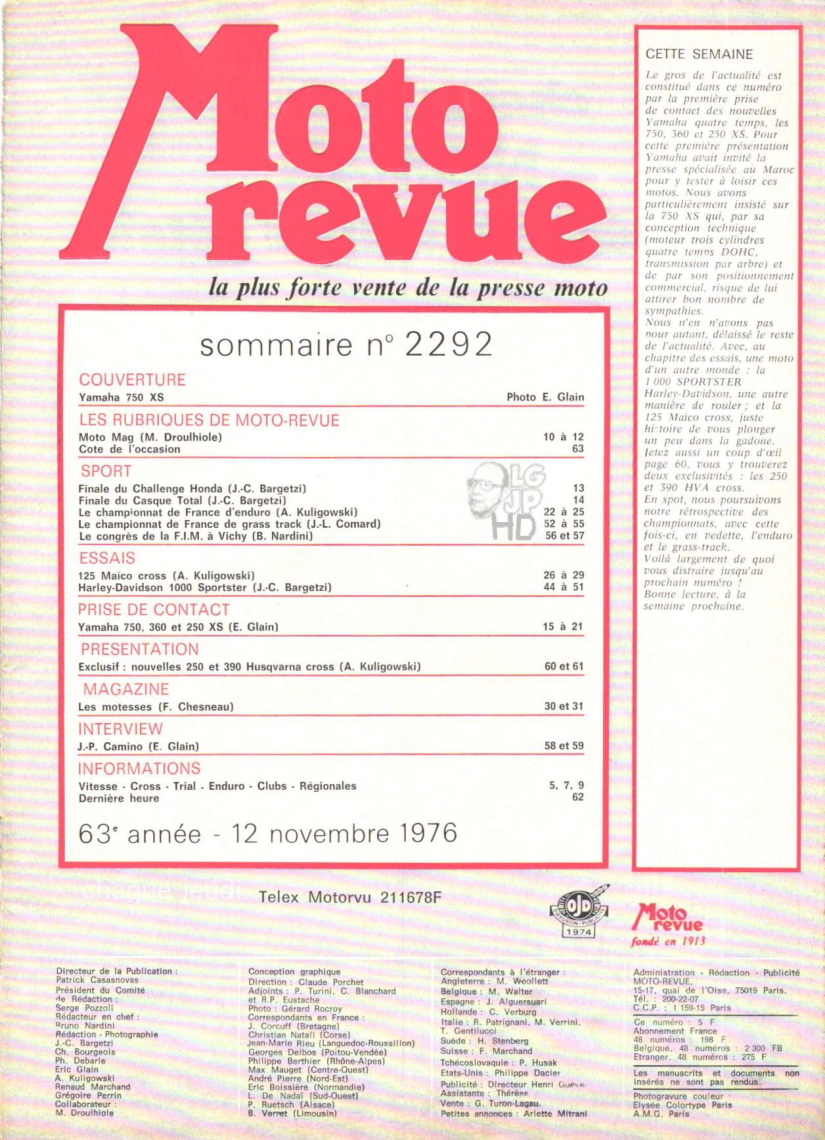 Moto
revue
la plus forte vente de la presse moto
sommaire n° 2292
COUVERTURE
Yamaha 750 XS Photo E. Glain
LES RUBRIQUES DE MOTO-REVUE
Moto Mag (M. Droulhiole) 10 à 12
Cote de l'occasion 63
SPORT
Finale du Challenge Honda (J.-C. Bargetzi) 13
Finale du Casque Total (J.-C. Bargetzi) 14
Le championnat de France d'enduro (A. Kuligowski) 22 à 25
Le championnat de France de grass track (J.-L. Comard) 52 à 55
Le congrès de la F.I.M. à Vichy (B. Nardini) 56 et 57
LG
JP
HD
ESSAIS
125 Maïco cross (A. Kuligowski) 26 à 29
Harley-Davidson 1000 Sportster (J.-C. Bargetzi) 44 à 51
PRISE DE CONTACT
Yamaha 750, 360 et 250 XS (E. Glain) 15 à 21
PRESENTATION
Exclusif : nouvelles 250 et 390 Husqvarna cross (A. Kuligowski) 60 et 61
MAGAZINE
Les motesses (F. Chesneau) 30 et 31
INTERVIEW
J.-P. Camino (E. Glain) 58 et 59
INFORMATIONS
Vitesse - Cross - Trial - Enduro - Clubs - Régionales 5, 7, 9
Dernière heure 62
63e année - 12 novembre 1976
CETTE SEMAINE
Le gros de l'actualité est
constitué dans ce numéro
par la première prise
de contact des nouvelles
Yamaha quatre temps, les
750, 360 et 250 XS. Pour
cette première présentation
Yamaha avait invité la
presse spécialisée au Maroc
pour y tester à loisir ces
motos. Nous avons
particulièrement insisté sur
la 750 XS qui, par sa
conception technique
(moteur trois cylindres
quatre temps DOHC,
transmission par arbre) et
de par son positionnement
commercial, risque de lui
attirer bon nombre de
sympathies.
Nous n'en n'avons pas
pour autant, délaissé le reste
de l'actualité. Avec, au
chapitre des essais, une moto
d'un autre monde : la
1 000 SPORTSTER
Harley-Davidson, une autre
manière de rouler ; et la
125 Maico cross, juste
histoire de vous plonger
un peu dans la gadoue.
Jetez aussi un coup d'œil
page 60, vous y trouverez
deux exclusivités : les 250
et 390 HVA cross.
En spot, nous poursuivons
notre rétrospective des
championnats, avec cette
fois-ci, en vedette, l'enduro
et le grass-track.
Voilà largement de quoi
vous distraire jusqu'au
prochain numéro !
Bonne lecture, à la
semaine prochaine.
chaque jeudi
Telex Motorvu 211678F
OJD
1974
Moto
revue
fondé en 1913
Directeur de la Publication :
Patrick Casasnovas
Président du Comité
de Rédaction :
Serge Pozzoli
Rédacteur en chef :
Bruno Nardini
Rédaction - Photographie
J.-C. Bargetzi
Ch. Bourgeois
Ph. Debarle
Eric Glain
A. Kuligowski
Renaud Marchand
Grégoire Perrin
Collaborateur :
M. Droulhiole
Conception graphique
Direction : Claude Porchet
Adjoints : P. Turini, C. Blanchard
et R.P. Eustache
Photo : Gérard Rocroy
Correspondants en France :
J. Corcuff (Bretagne)
Christian Natali (Corse)
Jean-Marie Rieu (Languedoc-Roussillon)
Georges Delbos (Poitou-Vendée)
Philippe Berthier (Rhône-Alpes)
Max Mauget (Centre-Ouest)
André Pierre (Nord-Est)
Eric Boissière (Normandie)
L. De Nadaï (Sud-Ouest)
P. Ruetsch (Alsace)
B. Verret (Limousin)
Correspondants à l'étranger :
Angleterre : M. Woollett
Belgique : M. Walter
Espagne : J. Alguersuari
Hollande : C. Verburg
Italie : R. Patrignani, M. Verrini,
T. Gentilucci
Suède : H. Stenberg
Suisse : F. Marchand
Tchécoslovaquie : P. Husak
Etats-Unis : Philippe Dacier
Publicité : Directeur Henri
Assistante : Thérèse
Vente : G. Turon-Lagau.
Petites annonces : Arlette Mitrani
Administration - Rédaction - Publicité
MOTO-REVUE,
15-17, quai de l'Oise, 75019 Paris.
Tél. : 200-22-07
C.C.P. : 1 159-15 Paris
Ce numéro : 5 F
Abonnement France
48 numéros : 198 F
Belgique, 48 numéros : 2 300 FB
Etranger, 48 numéros : 275 F
Les manuscrits et documents non
insérés ne sont pas rendus.
Photogravure couleur :
Elysée Colortype Paris
A.M.G. Paris